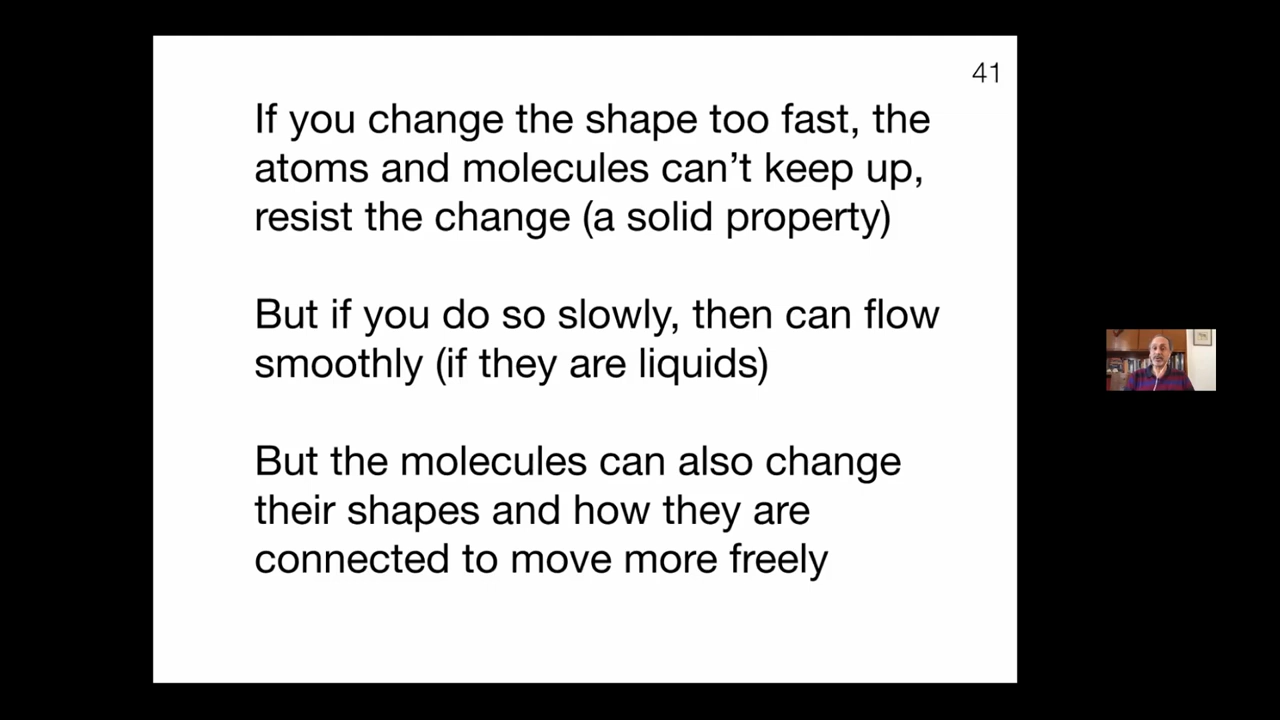 41
If you change the shape too fast, the
atoms and molecules can’t keep up,
resist the change (a solid property)
But if you do so slowly, then can flow
smoothly (if they are liquids)
But the molecules can also change
their shapes and how they are
connected to move more freely